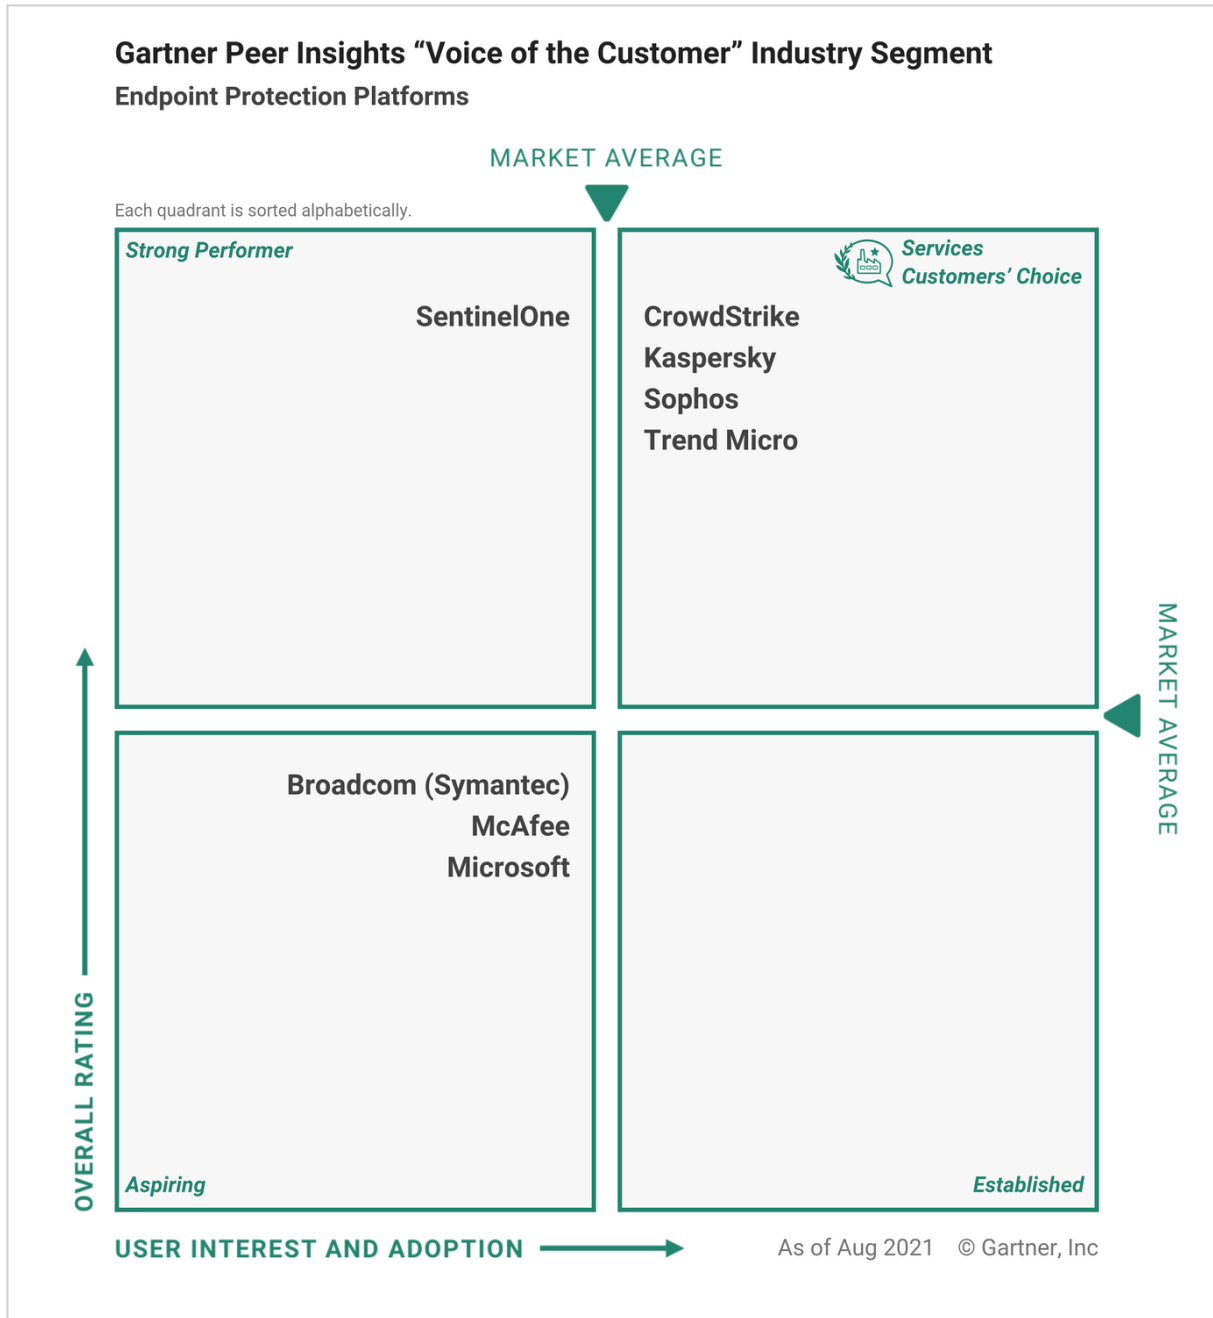 Gartner Peer Insights “Voice of the Customer” Industry Segment
Endpoint Protection Platforms
MARKET AVERAGE
Each quadrant is sorted alphabetically.
Strong Performer
SentinelOne
Services
Customers’ Choice
CrowdStrike
Kaspersky
Sophos
Trend Micro
MARKET AVERAGE
Broadcom (Symantec)
McAfee
Microsoft
Aspiring
Established
OVERALL RATING
USER INTEREST AND ADOPTION
As of Aug 2021 © Gartner, Inc